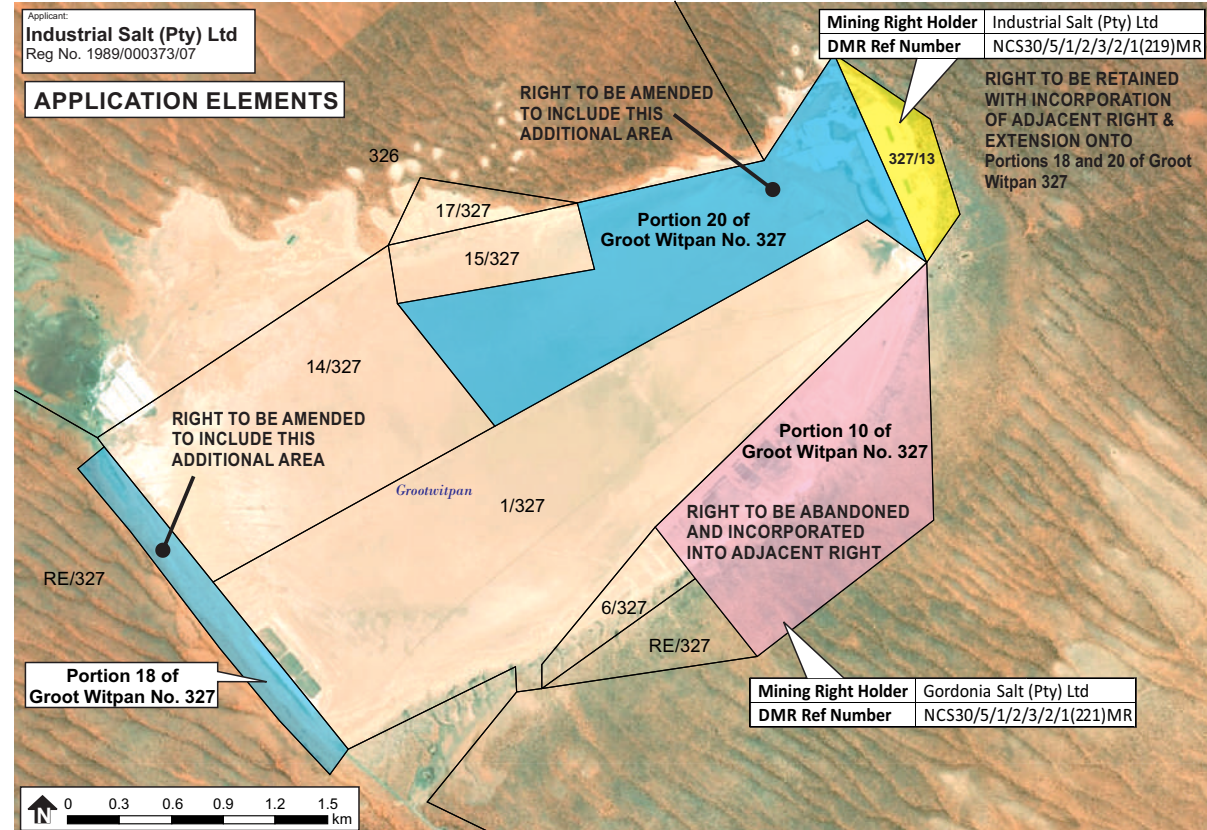 Applicant:
Industrial Salt (Pty) Ltd
Reg No. 1989/000373/07
APPLICATION ELEMENTS
Mining Right Holder Industrial Salt (Pty) Ltd
DMR Ref Number NCS30/5/1/2/3/2/1(219)MR
RIGHT TO BE AMENDED
TO INCLUDE THIS
ADDITIONAL AREA
RIGHT TO BE RETAINED
WITH INCORPORATION
OF ADJACENT RIGHT &
EXTENSION ONTO
Portions 18 and 20 of Groot
Witpan 327
327/13
326
17/327
Portion 20 of
Groot Witpan No. 327
15/327
14/327
RIGHT TO BE AMENDED
TO INCLUDE THIS
ADDITIONAL AREA
Grootwitpan
1/327
Portion 10 of
Groot Witpan No. 327
RIGHT TO BE ABANDONED
AND INCORPORATED
INTO ADJACENT RIGHT
RE/327
6/327
RE/327
Portion 18 of
Groot Witpan No. 327
Mining Right Holder Gordonia Salt (Pty) Ltd
DMR Ref Number NCS30/5/1/2/3/2/1(221)MR
N
0 0.3 0.6 0.9 1.2 1.5
km